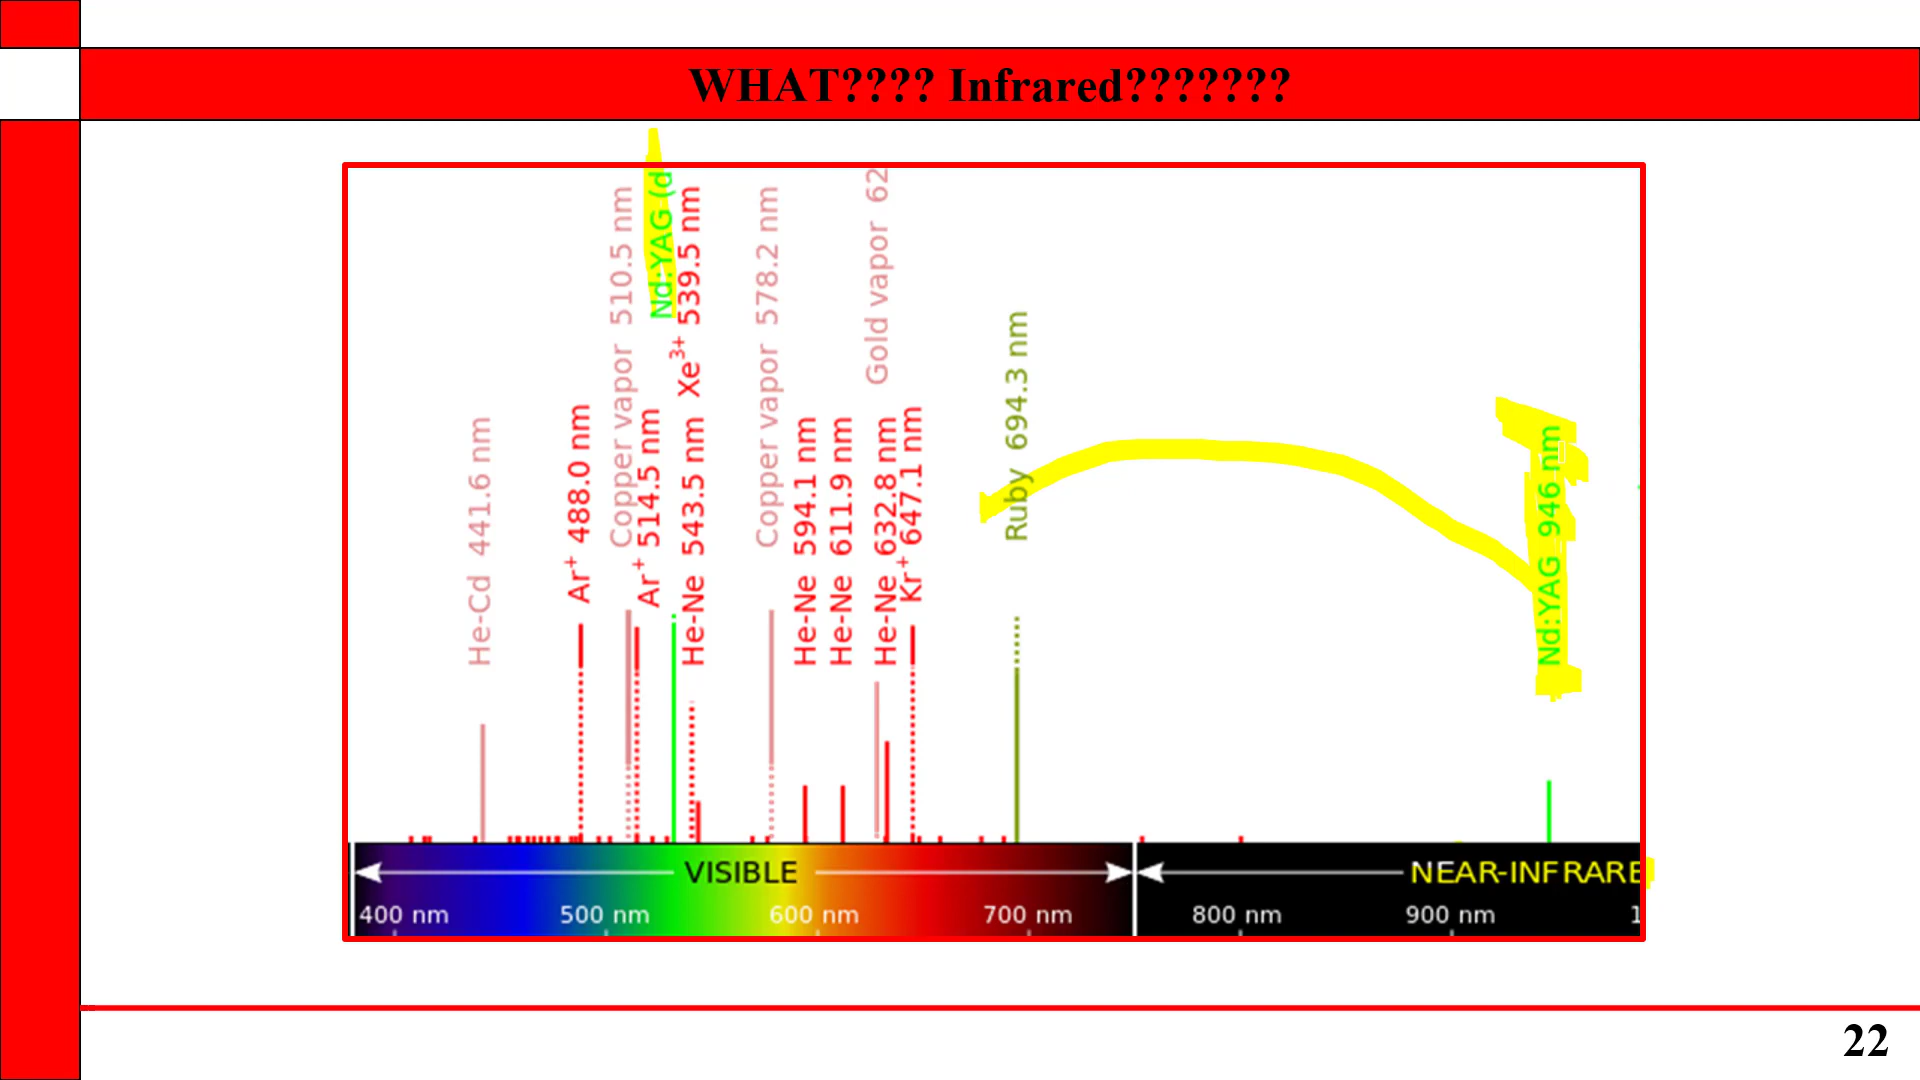 WHAT???? Infrared???????
He-Cd 441.6 nm
Ar+ 488.0 nm
Copper vapor 510.5 nm
Ar+ 514.5 nm
Nd:YAG (d
Xe3+ 539.5 nm
He-Ne 543.5 nm
Copper vapor 578.2 nm
He-Ne 594.1 nm
He-Ne 611.9 nm
Gold vapor 62
He-Ne 632.8 nm
Kr+ 647.1 nm
Ruby 694.3 nm
Nd:YAG 946 nm
VISIBLE
NEAR-INFRARE
400 nm
500 nm
600 nm
700 nm
800 nm
900 nm
1
22